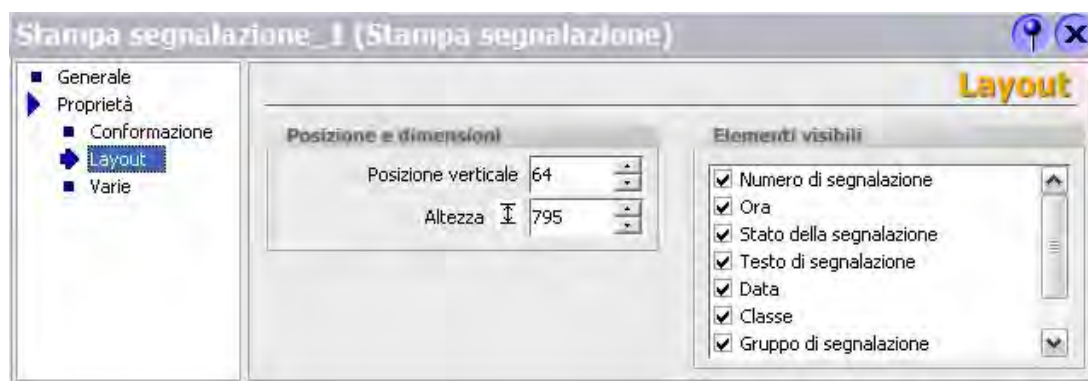 Stampa segnalazione_1 (Stampa segnalazione)
Generale
Proprietà
Conformazione
Layout
Varie
Layout
Posizione e dimensioni
Posizione verticale 64
Altezza 795
Elementi visibili
Numero di segnalazione
Ora
Stato della segnalazione
Testo di segnalazione
Data
Classe
Gruppo di segnalazione